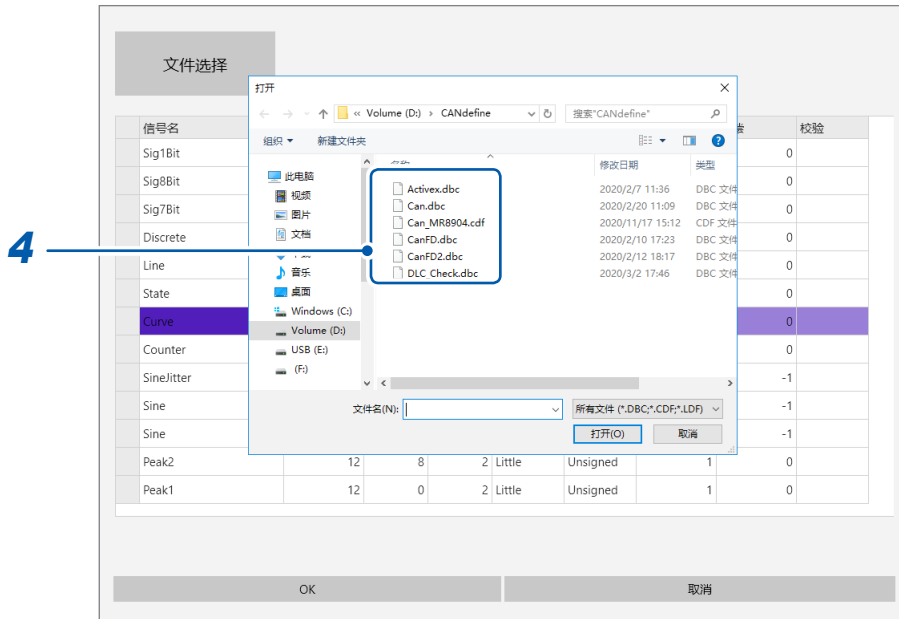 文件选择
打开
« Volume (D:) › CANdefine
搜索"CANdefine"
组织 新建文件夹
修改日期 类型
此电脑
视频
图片
文档
音乐
桌面
Windows (C:)
Volume (D:)
USB (E:)
(F:)
Activex.dbc 2020/2/7 11:36 DBC 文件
Can.dbc 2020/2/20 11:09 DBC 文件
Can_MR8904.cdf 2020/11/17 15:12 CDF 文件
CanFD.dbc 2020/2/10 17:23 DBC 文件
CanFD2.dbc 2020/2/12 18:17 DBC 文件
DLC_Check.dbc 2020/3/2 17:46 DBC 文件
文件名(N): 所有文件 (*.DBC;*.CDF;*.LDF)
打开(O) 取消
4
信号名 校验
Sig1Bit 0
Sig8Bit 0
Sig7Bit 0
Discrete 0
Line 0
State 0
Curve 0
Counter 0
SineJitter -1
Sine -1
Sine -1
Peak2 12 8 2 Little Unsigned 1 0
Peak1 12 0 2 Little Unsigned 1 0
OK 取消